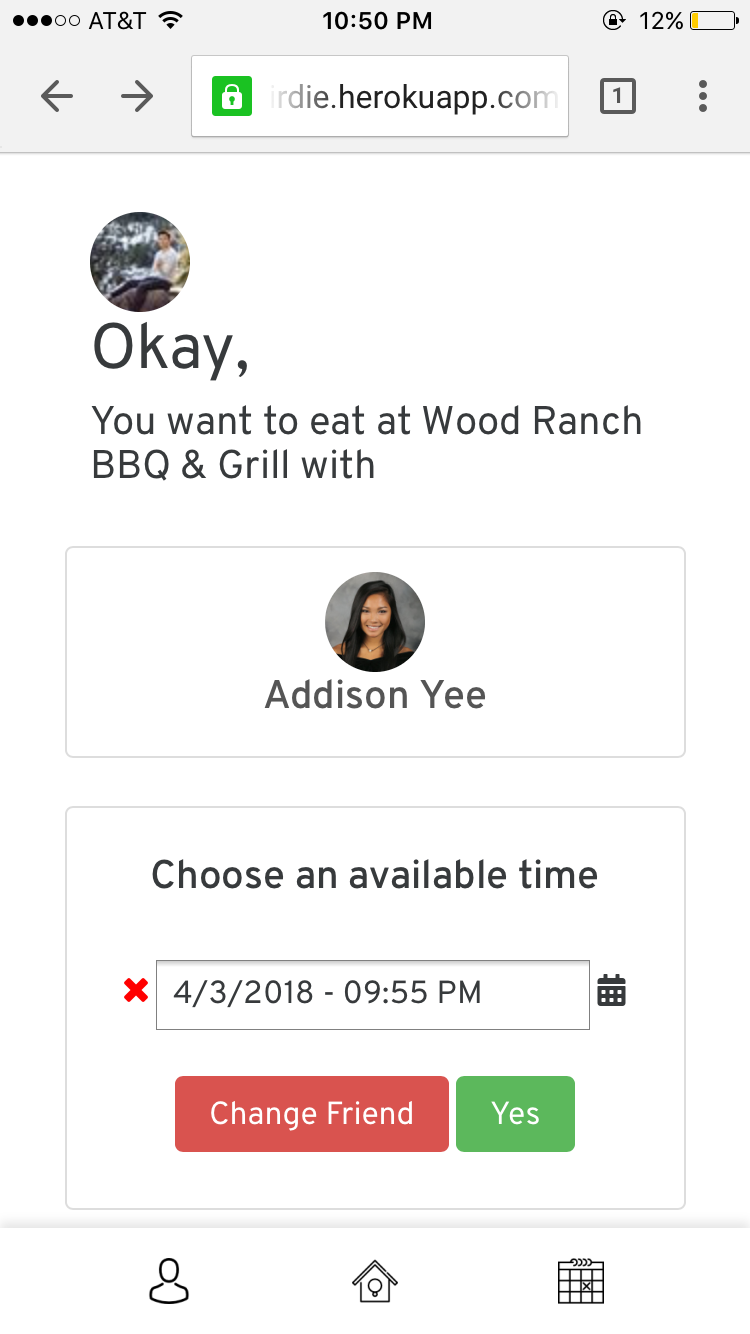 AT&T 10:50 PM 12%
irdie.herokuapp.com 1
Okay,
You want to eat at Wood Ranch
BBQ & Grill with
Addison Yee
Choose an available time
4/3/2018 - 09:55 PM
Change Friend Yes